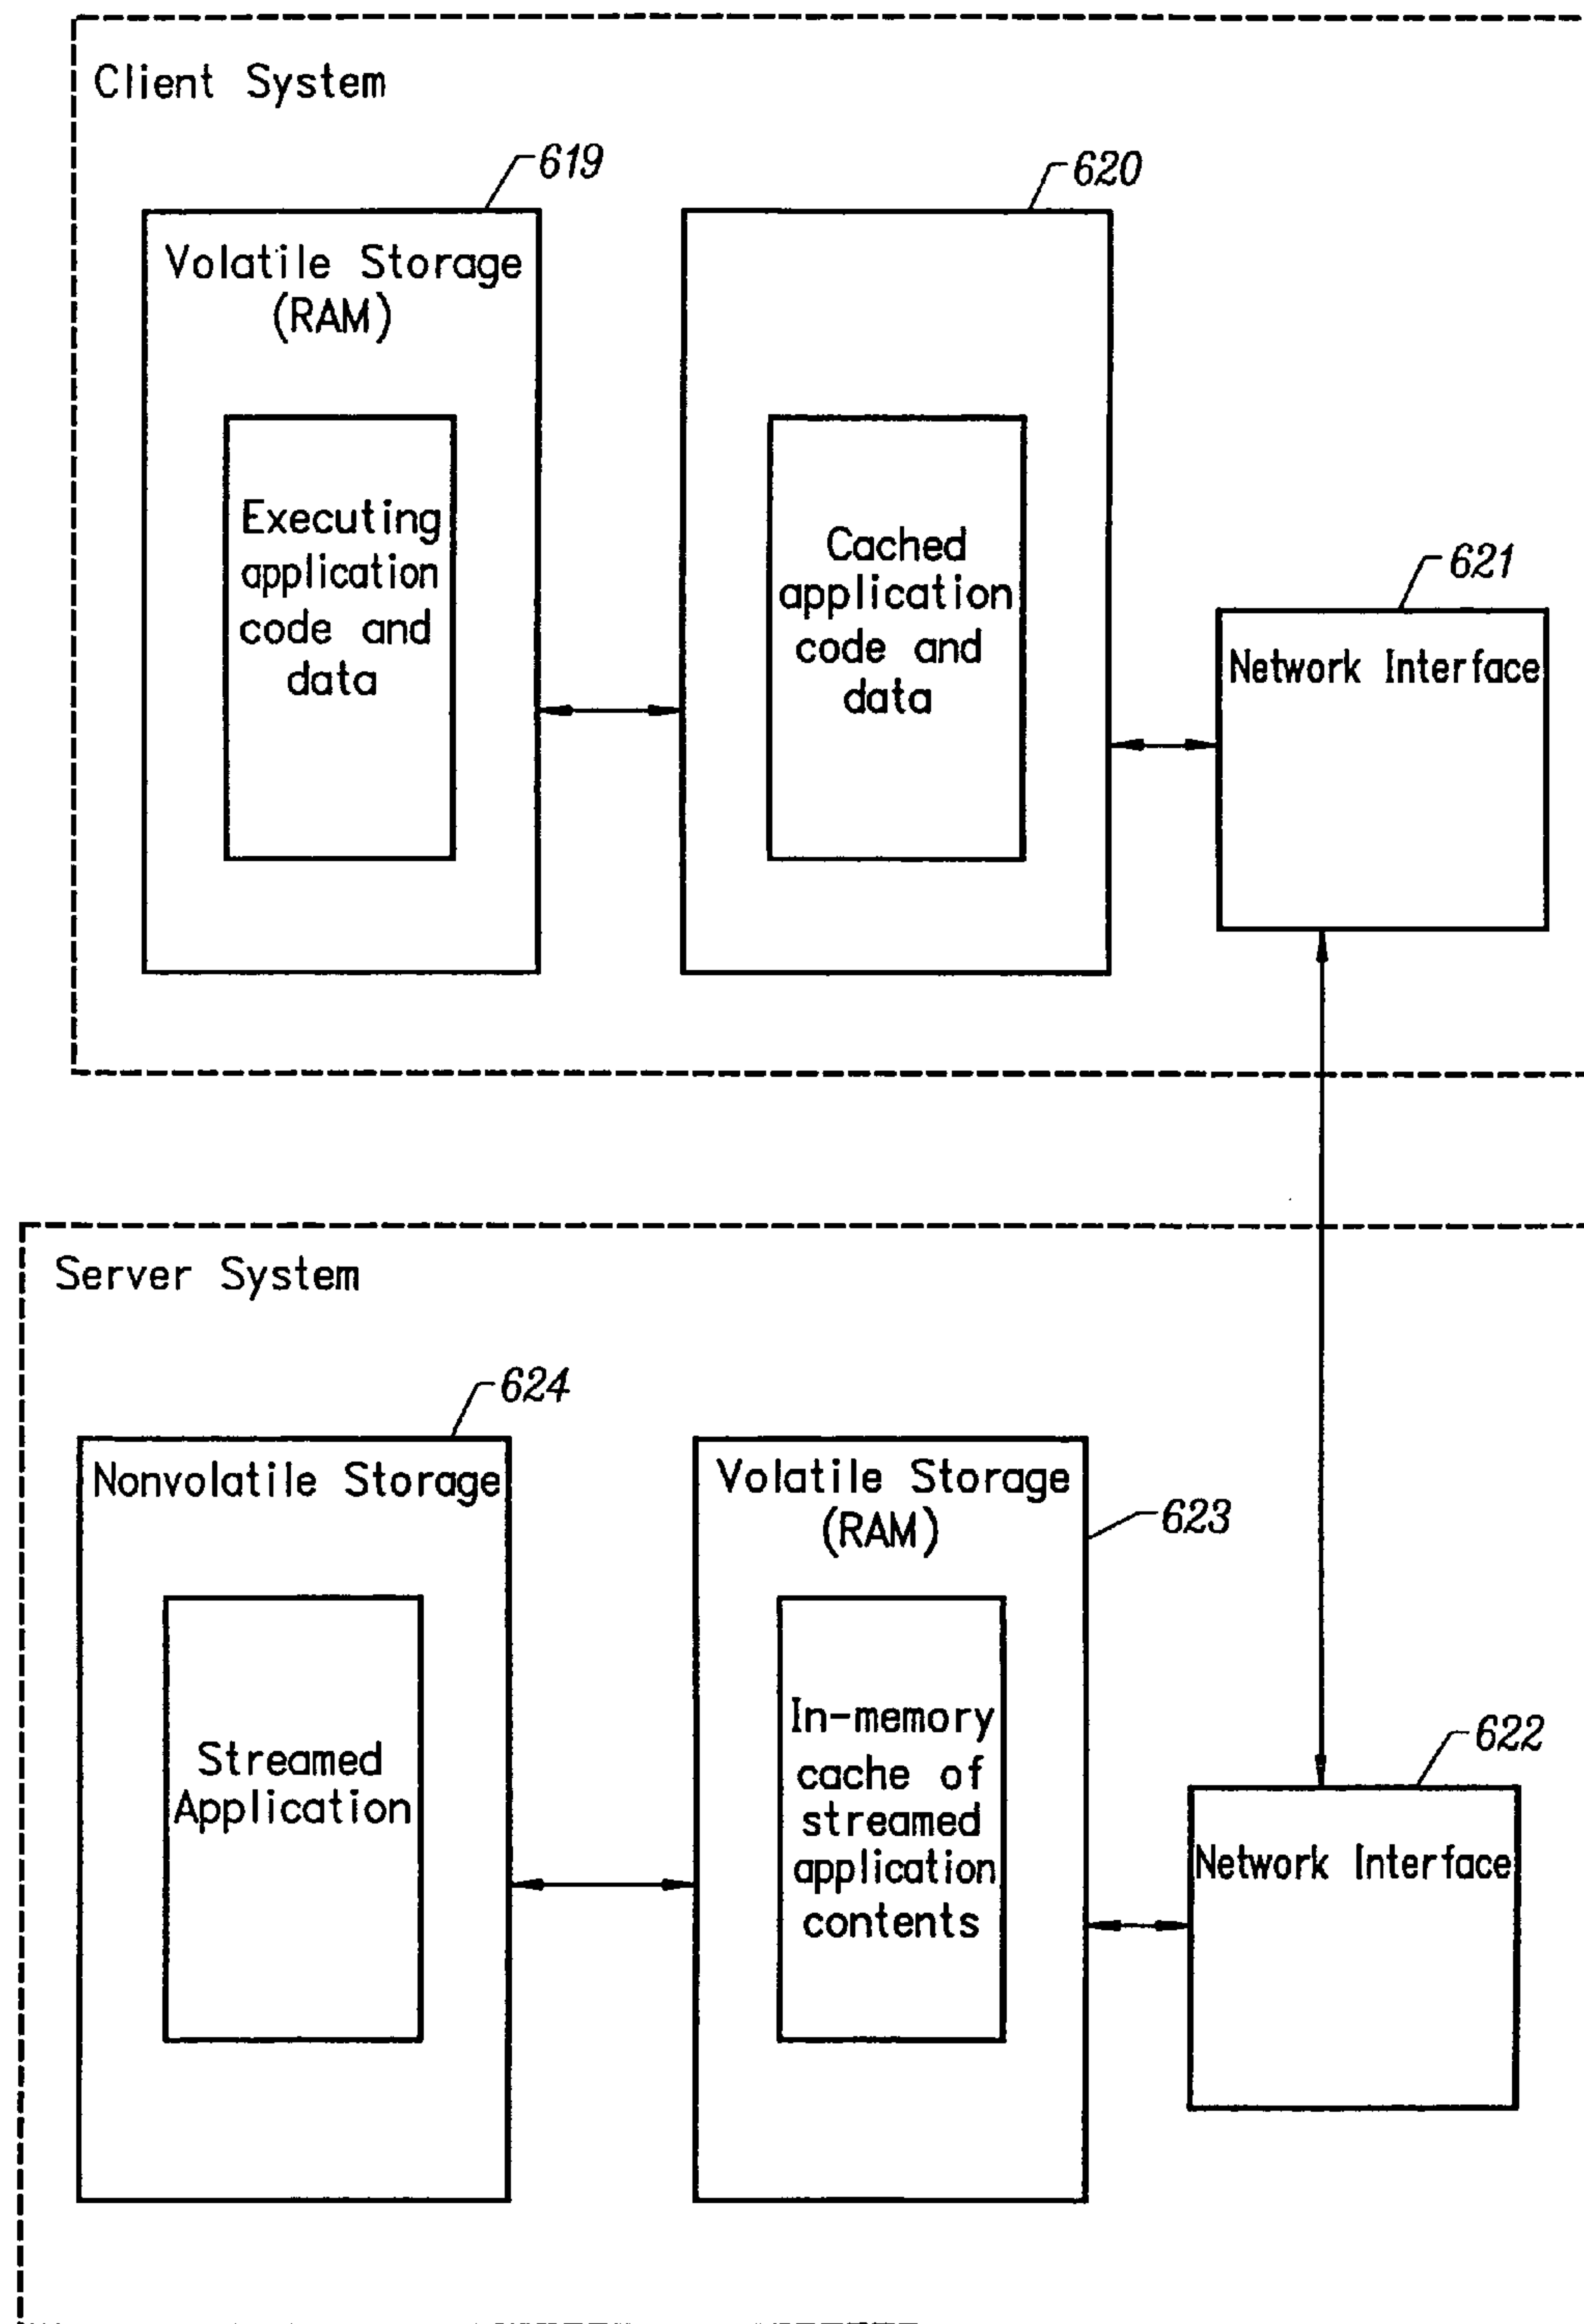 Client System
619
620
Volatile Storage
(RAM)
Executing
application
code and
data
Cached
application
code and
data
621
Network Interface
Server System
624
Nonvolatile Storage
Volatile Storage
(RAM)
623
Streamed
Application
In-memory
cache of
streamed
application
contents
622
Network Interface